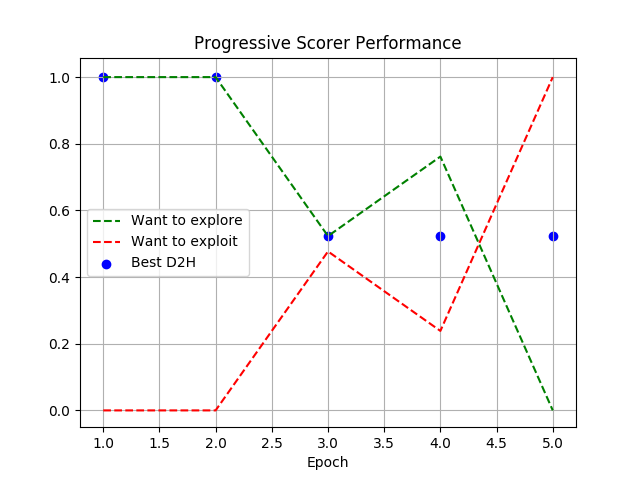 Progressive Scorer Performance
1.0
0.8
0.6
0.4
0.2
0.0
Want to explore
Want to exploit
Best D2H
1.0 1.5 2.0 2.5 3.0 3.5 4.0 4.5 5.0
Epoch